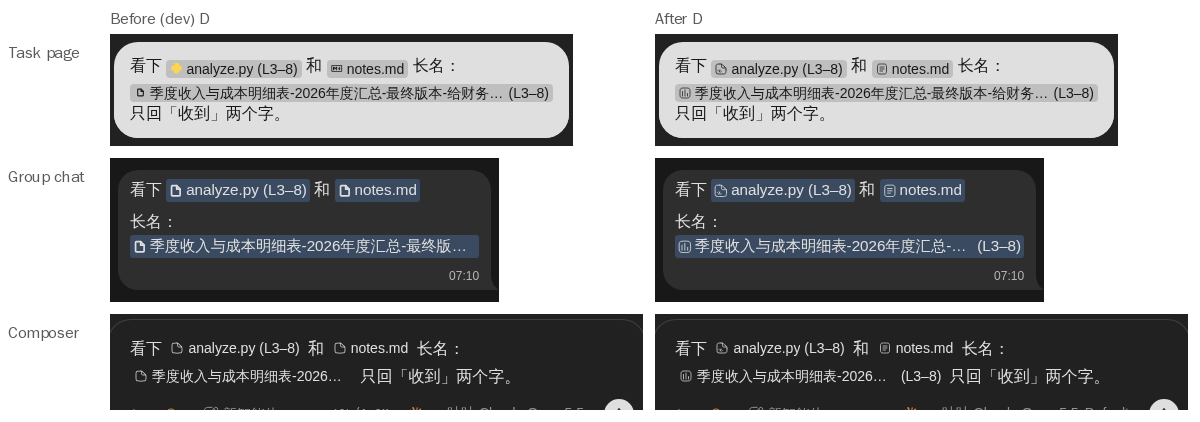 Before (dev) D
After D
Task page
看下 analyze.py (L3–8) 和 notes.md 长名：
季度收入与成本明细表-2026年度汇总-最终版本-给财务… (L3–8)
只回「收到」两个字。
看下 analyze.py (L3–8) 和 notes.md 长名：
季度收入与成本明细表-2026年度汇总-最终版本-给财务… (L3–8)
只回「收到」两个字。
Group chat
看下 analyze.py (L3–8) 和 notes.md
长名：
季度收入与成本明细表-2026年度汇总-最终版…
07:10
看下 analyze.py (L3–8) 和 notes.md
长名：
季度收入与成本明细表-2026年度汇总-… (L3–8)
07:10
Composer
看下 analyze.py (L3–8) 和 notes.md 长名：
季度收入与成本明细表-2026… 只回「收到」两个字。
看下 analyze.py (L3–8) 和 notes.md 长名：
季度收入与成本明细表-2026… (L3–8) 只回「收到」两个字。